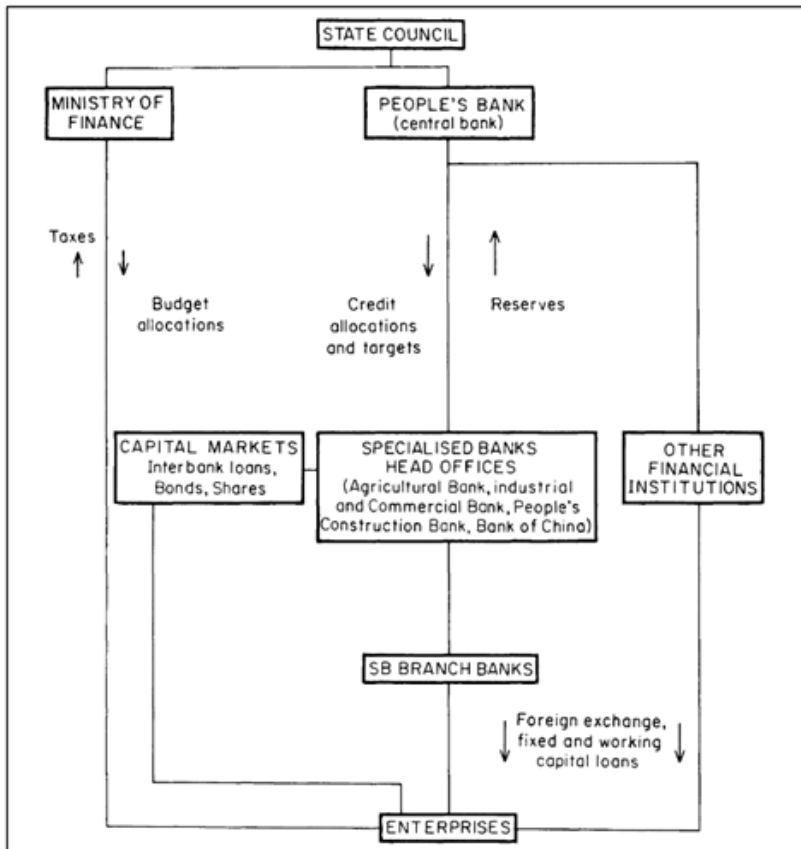 STATE COUNCIL
MINISTRY OF
FINANCE
PEOPLE'S BANK
(central bank)
Taxes
Budget
allocations
Credit
allocations
and targets
Reserves
CAPITAL MARKETS
Interbank loans,
Bonds, Shares
SPECIALISED BANKS
HEAD OFFICES
(Agricultural Bank, industrial
and Commercial Bank, People's
Construction Bank, Bank of China)
OTHER
FINANCIAL
INSTITUTIONS
SB BRANCH BANKS
Foreign exchange,
fixed and working
capital loans
ENTERPRISES